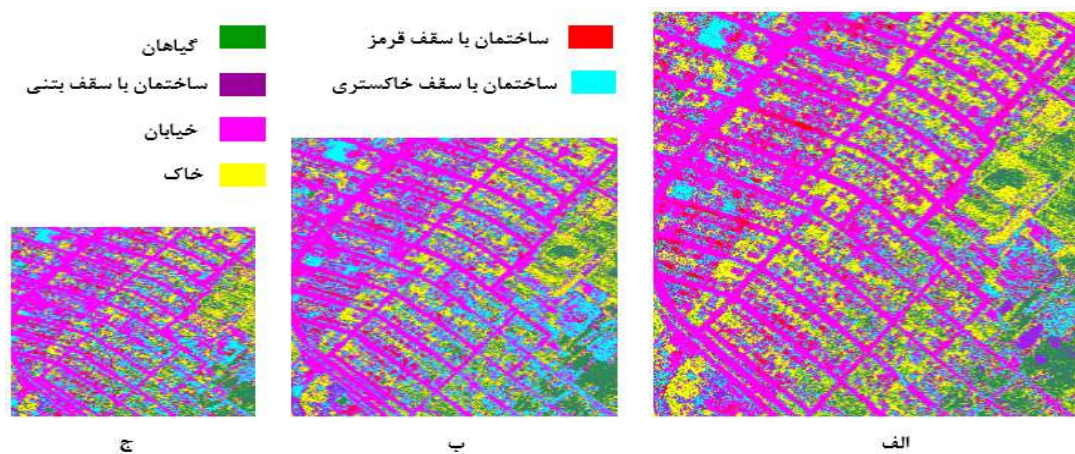 ساختمان با سقف قرمز
ساختمان با سقف خاکستری
گیاهان
ساختمان با سقف بتنی
خیابان
خاک
الف
ب
ج